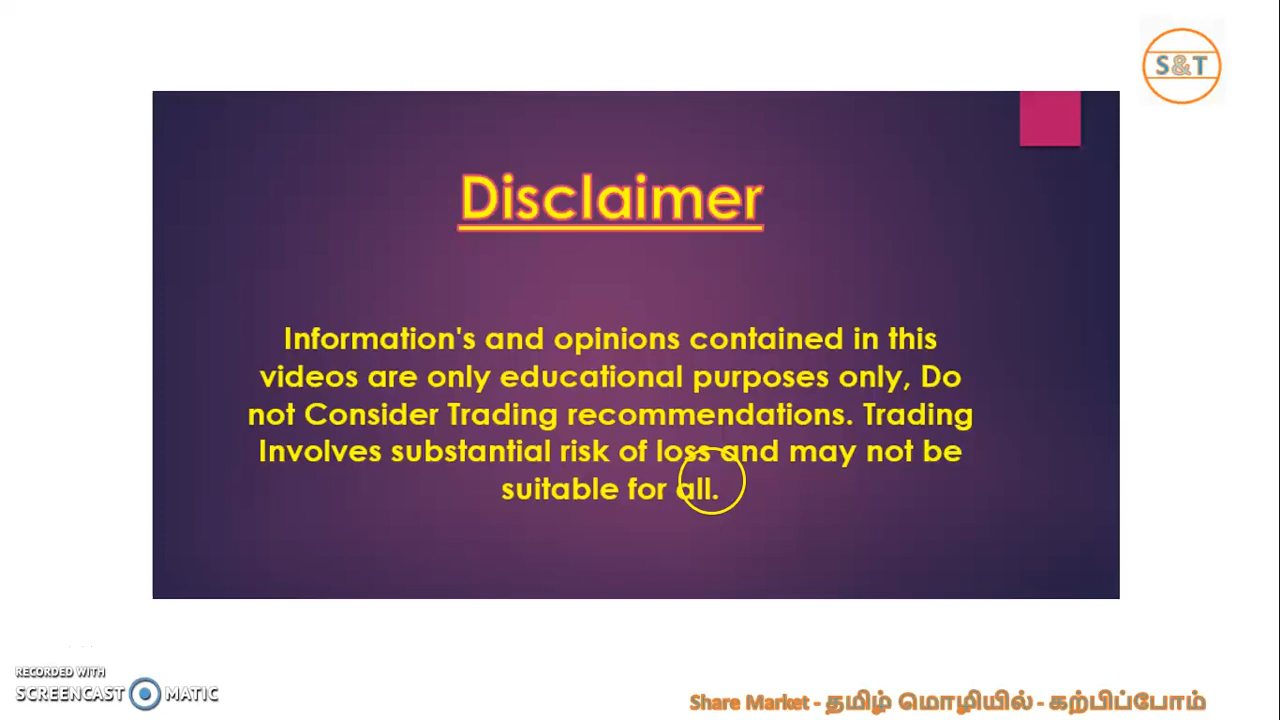 S&T
Disclaimer
Information's and opinions contained in this
videos are only educational purposes only, Do
not Consider Trading recommendations. Trading
Involves substantial risk of loss and may not be
suitable for all.
RECORDED WITH
SCREENCAST MATIC
Share Market - தமிழ் மொழியில் - கற்பிப்போம்